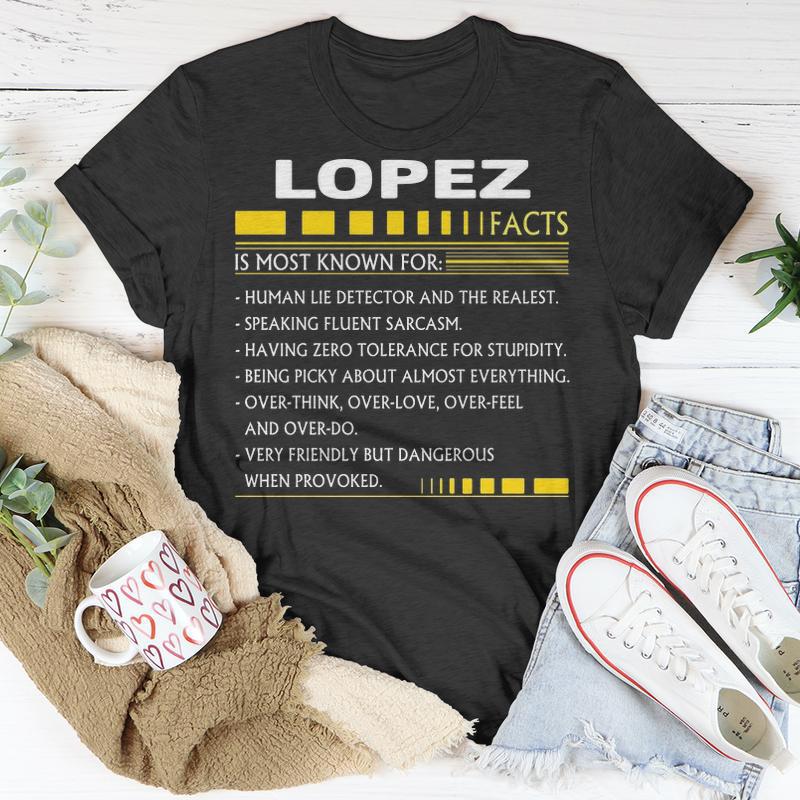 LOPEZ
FACTS
IS MOST KNOWN FOR:
- HUMAN LIE DETECTOR AND THE REALEST.
- SPEAKING FLUENT SARCASM.
- HAVING ZERO TOLERANCE FOR STUPIDITY.
- BEING PICKY ABOUT ALMOST EVERYTHING.
- OVER-THINK, OVER-LOVE, OVER-FEEL
AND OVER-DO.
- VERY FRIENDLY BUT DANGEROUS
WHEN PROVOKED.